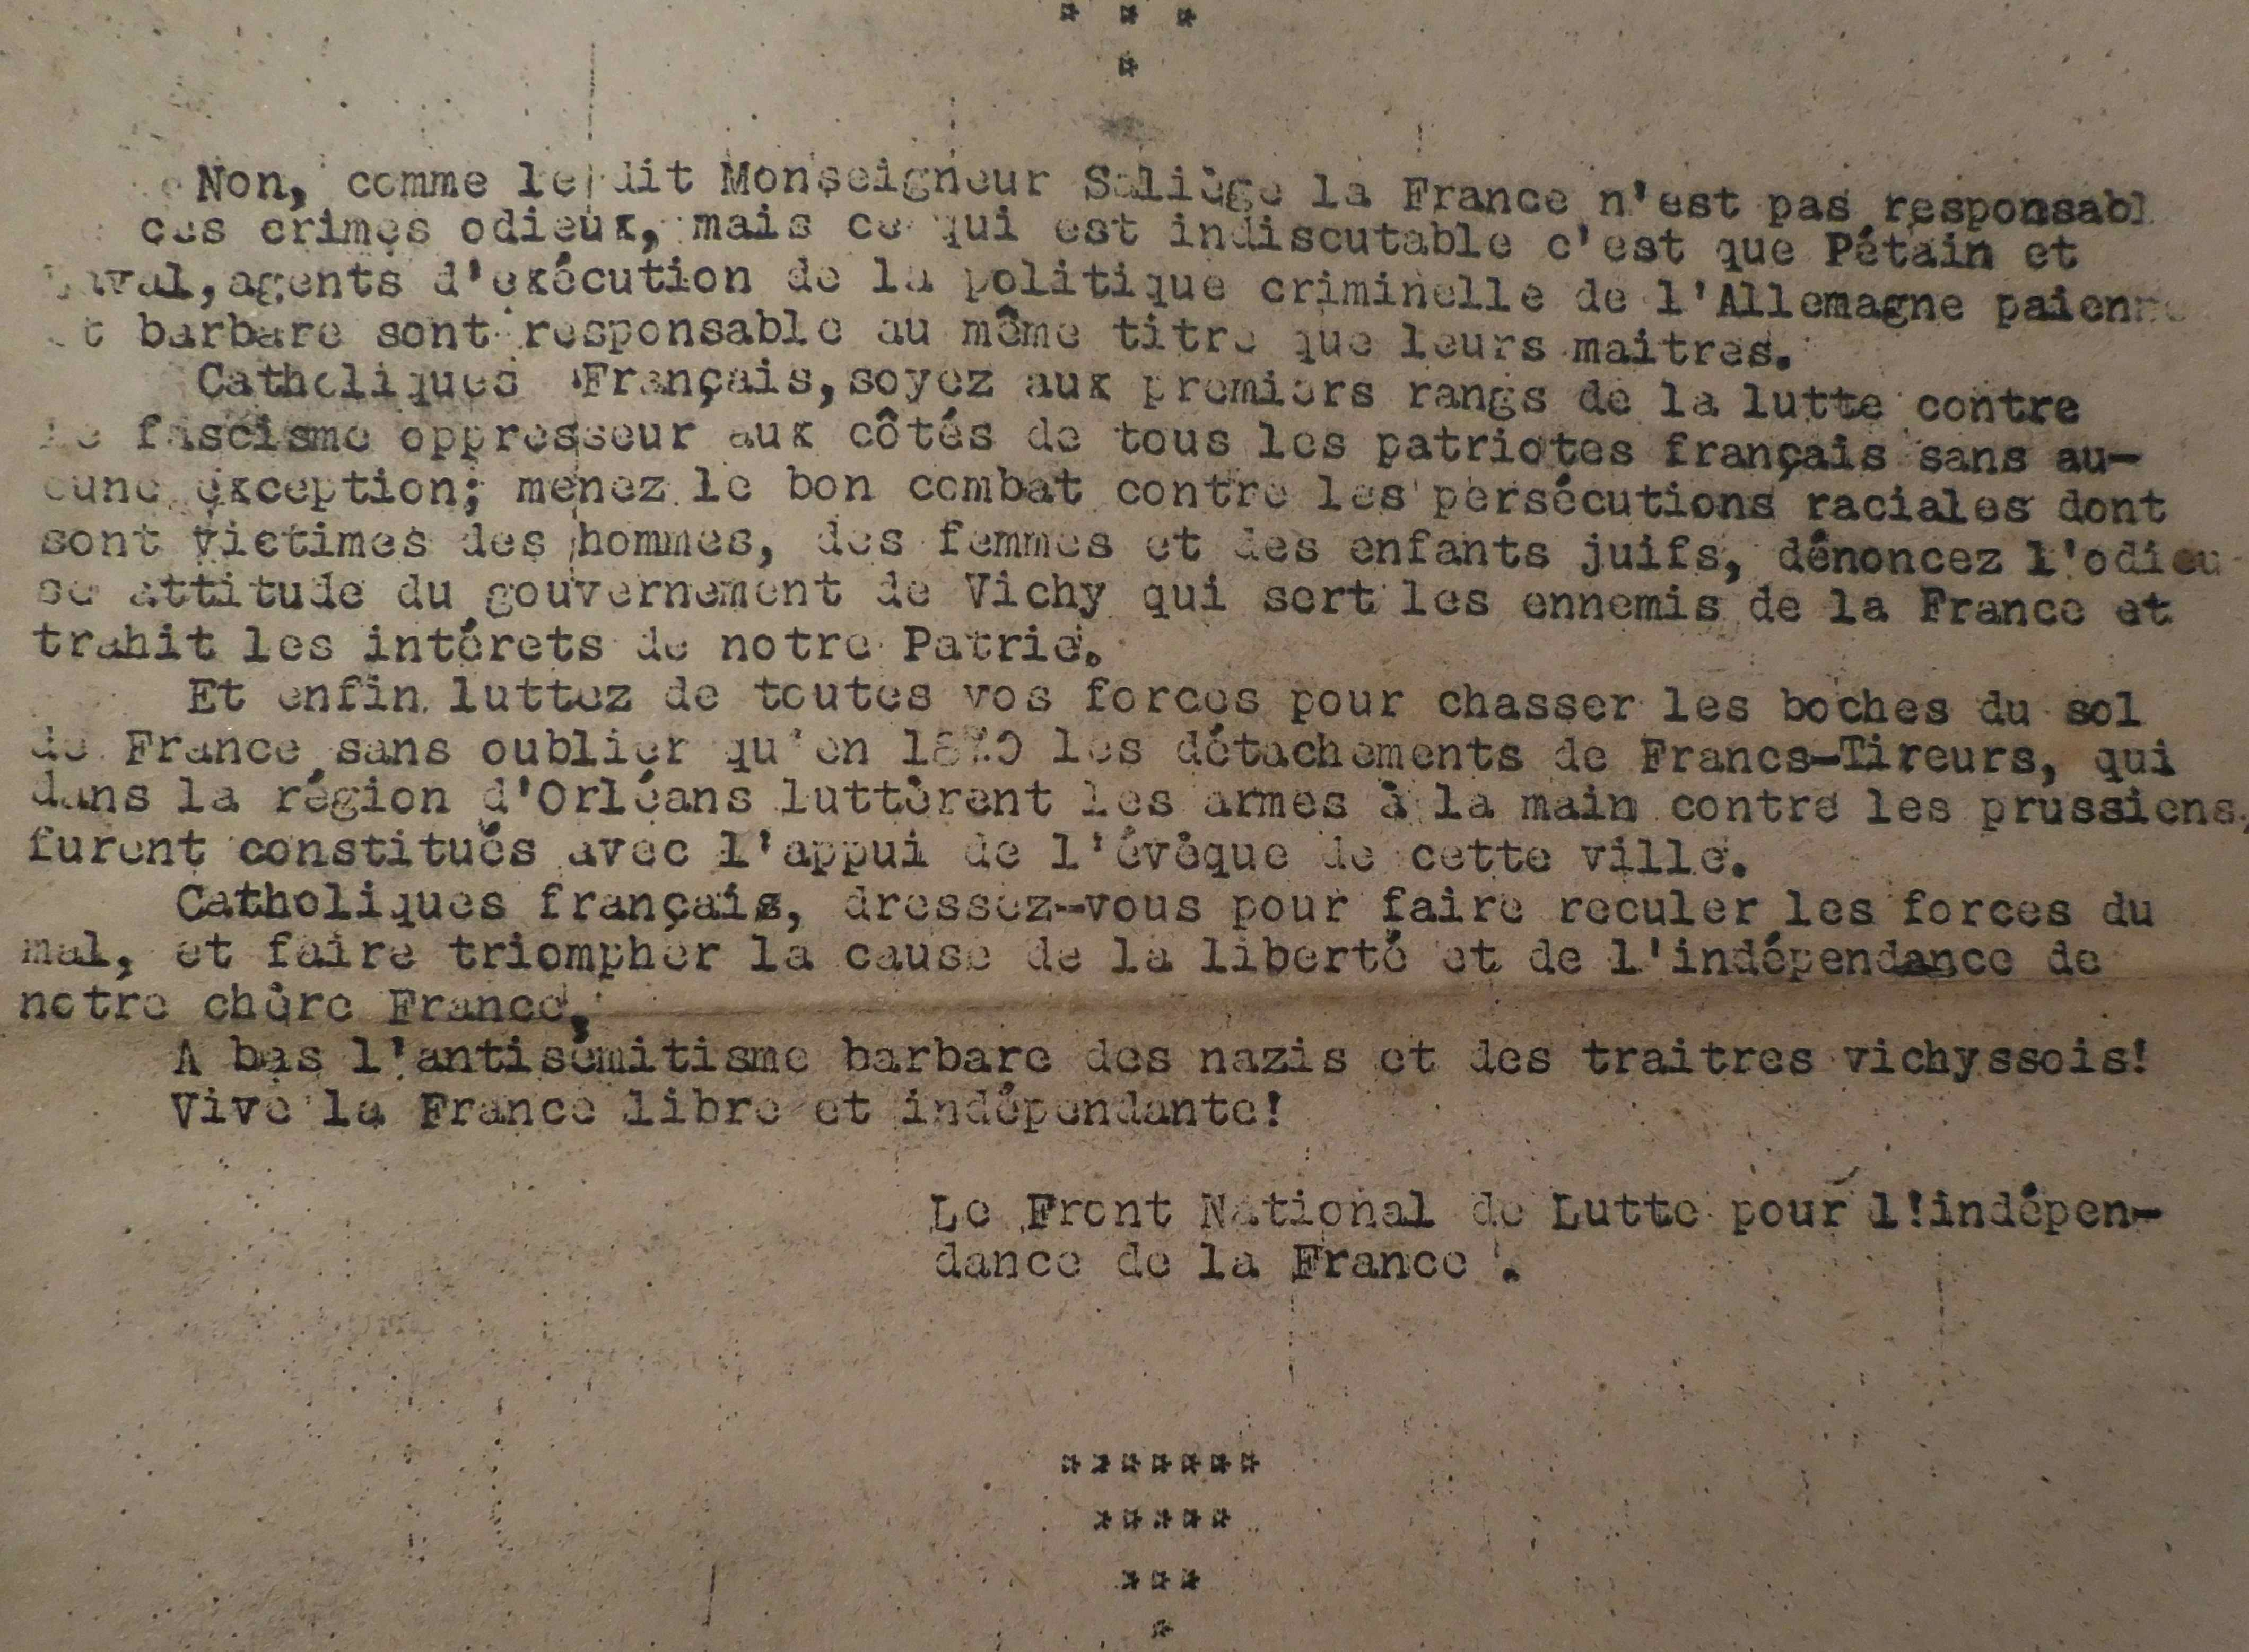 * * *
*
Non, comme le dit Monseigneur Saliège la France n'est pas responsabl
ces crimes odieux, mais ce qui est indiscutable c'est que Pétain et
Laval, agents d'exécution de la politique criminelle de l'Allemagne paienne
et barbare sont responsable au même titre que leurs maitres.
Catholiques Français, soyez aux premiers rangs de la lutte contre
le fascisme oppresseur aux côtés de tous les patriotes français sans au-
cune exception; menez le bon combat contre les persécutions raciales dont
sont victimes des hommes, des femmes et des enfants juifs, dénoncez l'odieu-
se attitude du gouvernement de Vichy qui sert les ennemis de la France et
trahit les intérets de notre Patrie.
Et enfin luttez de toutes vos forces pour chasser les boches du sol
de France sans oublier qu'en 1870 les détachements de Francs-Tireurs, qui
dans la région d'Orléans luttèrent les armes à la main contre les prussiens,
furent constitués avec l'appui de l'évêque de cette ville.
Catholiques français, dressez--vous pour faire reculer les forces du
mal, et faire triompher la cause de la liberté et de l'indépendance de
notre chère France,
A bas l'antisémitisme barbare des nazis et des traitres vichyssois!
Vive la France libre et indépendante!
Le Front National de Lutte pour l!indépen-
dance de la France .
*******
*****
***
*